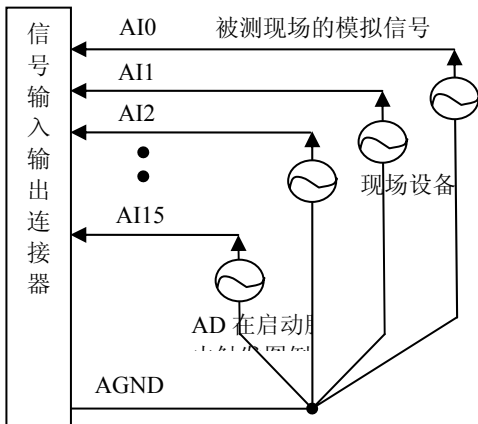 信号输入输出连接器
AI0 被测现场的模拟信号
AI1
AI2
现场设备
AI15
AD 在启动
AGND